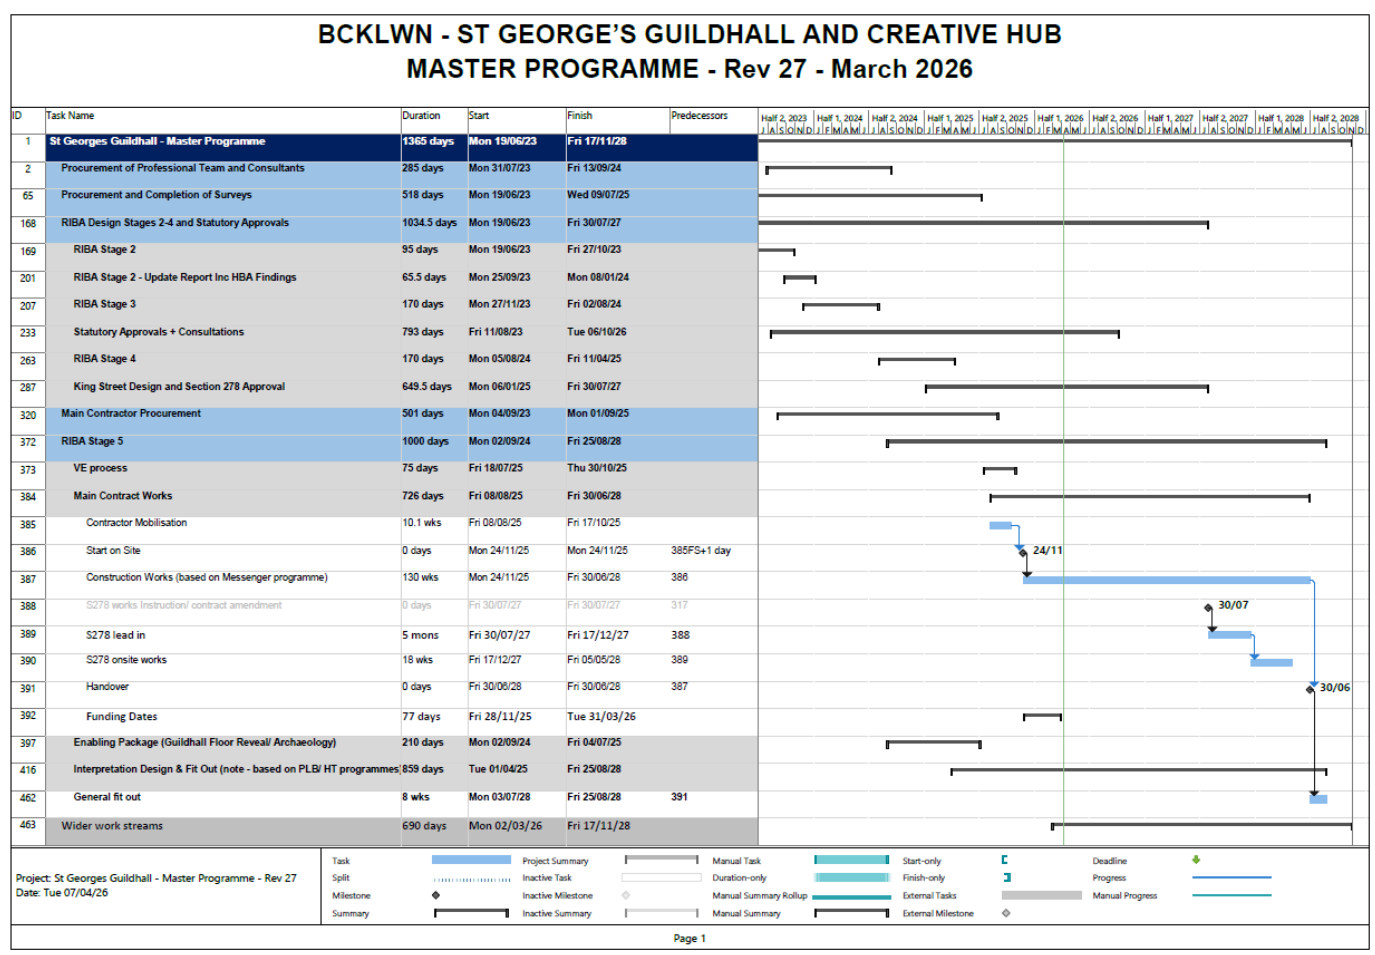 BCKLWN - ST GEORGE'S GUILDHALL AND CREATIVE HUB
MASTER PROGRAMME - Rev 27 - March 2026
ID Task Name Duration Start Finish Predecessors
Half 2, 2023 Half 1, 2024 Half 2, 2024 Half 1, 2025 Half 2, 2025 Half 1, 2026 Half 2, 2026 Half 1, 2027 Half 2, 2027 Half 1, 2028 Half 2, 2028
J A S O N D J F M A M J J A S O N D J F M A M J J A S O N D J F M A M J J A S O N D J F M A M J J A S O N D J F M A M J J A S O N D
1 St Georges Guildhall - Master Programme 1365 days Mon 19/06/23 Fri 17/11/28
2 Procurement of Professional Team and Consultants 285 days Mon 31/07/23 Fri 13/09/24
65 Procurement and Completion of Surveys 518 days Mon 19/06/23 Wed 09/07/25
168 RIBA Design Stages 2-4 and Statutory Approvals 1034.5 days Mon 19/06/23 Fri 30/07/27
169 RIBA Stage 2 95 days Mon 19/06/23 Fri 27/10/23
201 RIBA Stage 2 - Update Report Inc HBA Findings 65.5 days Mon 25/09/23 Mon 08/01/24
207 RIBA Stage 3 170 days Mon 27/11/23 Fri 02/08/24
233 Statutory Approvals + Consultations 793 days Fri 11/08/23 Tue 06/10/26
263 RIBA Stage 4 170 days Mon 05/08/24 Fri 11/04/25
287 King Street Design and Section 278 Approval 649.5 days Mon 06/01/25 Fri 30/07/27
320 Main Contractor Procurement 501 days Mon 04/09/23 Mon 01/09/25
372 RIBA Stage 5 1000 days Mon 02/09/24 Fri 25/08/28
373 VE process 75 days Fri 18/07/25 Thu 30/10/25
384 Main Contract Works 726 days Fri 08/08/25 Fri 30/06/28
385 Contractor Mobilisation 10.1 wks Fri 08/08/25 Fri 17/10/25
386 Start on Site 0 days Mon 24/11/25 Mon 24/11/25 385FS+1 day 24/11
387 Construction Works (based on Messenger programme) 130 wks Mon 24/11/25 Fri 30/06/28 386
388 S278 works Instruction/ contract amendment 0 days Fri 30/07/27 Fri 30/07/27 317 30/07
389 S278 lead in 5 mons Fri 30/07/27 Fri 17/12/27 388
390 S278 onsite works 18 wks Fri 17/12/27 Fri 05/05/28 389
391 Handover 0 days Fri 30/06/28 Fri 30/06/28 387 30/06
392 Funding Dates 77 days Fri 28/11/25 Tue 31/03/26
397 Enabling Package (Guildhall Floor Reveal/ Archaeology) 210 days Mon 02/09/24 Fri 04/07/25
416 Interpretation Design & Fit Out (note - based on PLB/ HT programmes) 859 days Tue 01/04/25 Fri 25/08/28
462 General fit out 8 wks Mon 03/07/28 Fri 25/08/28 391
463 Wider work streams 690 days Mon 02/03/26 Fri 17/11/28
Project: St Georges Guildhall - Master Programme - Rev 27
Date: Tue 07/04/26
Task Project Summary Manual Task Start-only Deadline
Split Inactive Task Duration-only Finish-only Progress
Milestone Inactive Milestone Manual Summary Rollup External Tasks Manual Progress
Summary Inactive Summary Manual Summary External Milestone
Page 1